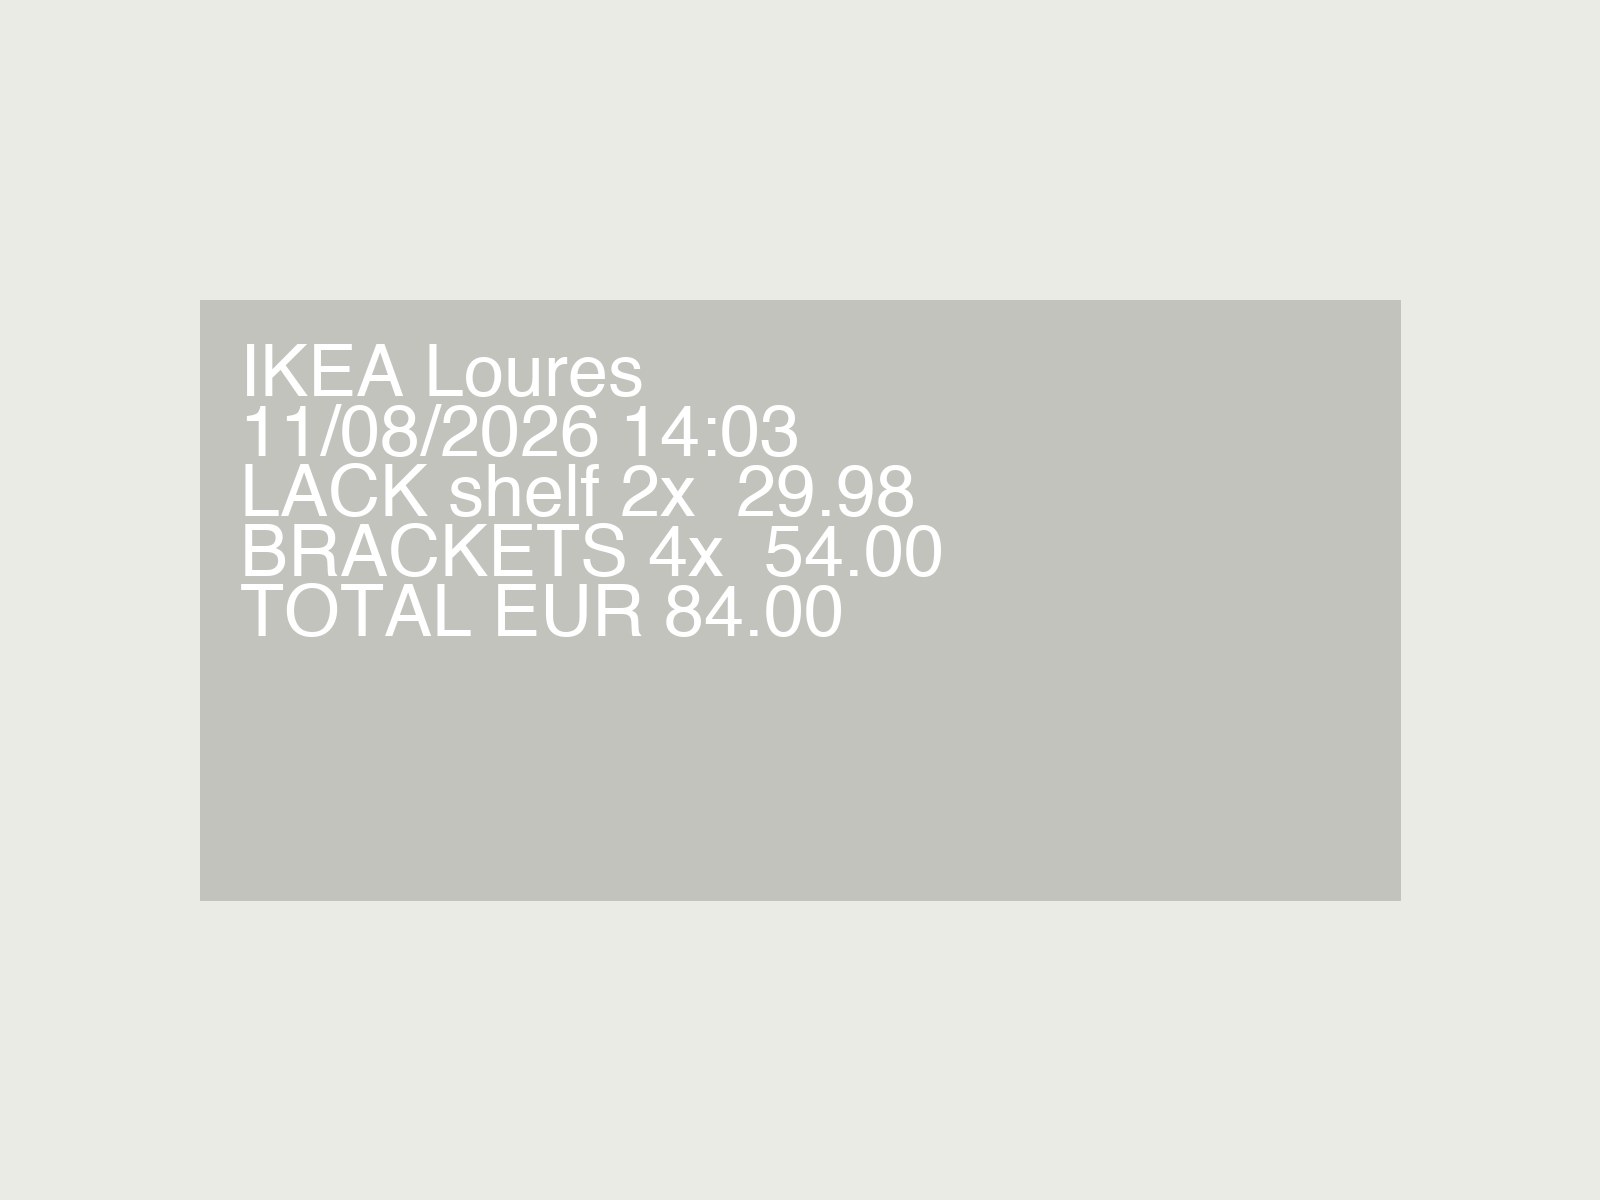 IKEA Loures
11/08/2026 14:03
LACK shelf 2x  29.98
BRACKETS 4x  54.00
TOTAL EUR 84.00